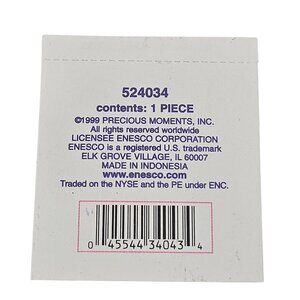 524034
contents: 1 PIECE
©1999 PRECIOUS MOMENTS, INC.
All rights reserved worldwide
LICENSEE ENESCO CORPORATION
ENESCO is a registered U.S. trademark
ELK GROVE VILLAGE, IL 60007
MADE IN INDONESIA
www.enesco.com
Traded on the NYSE and the PE under ENC.
0 45544 34043 4